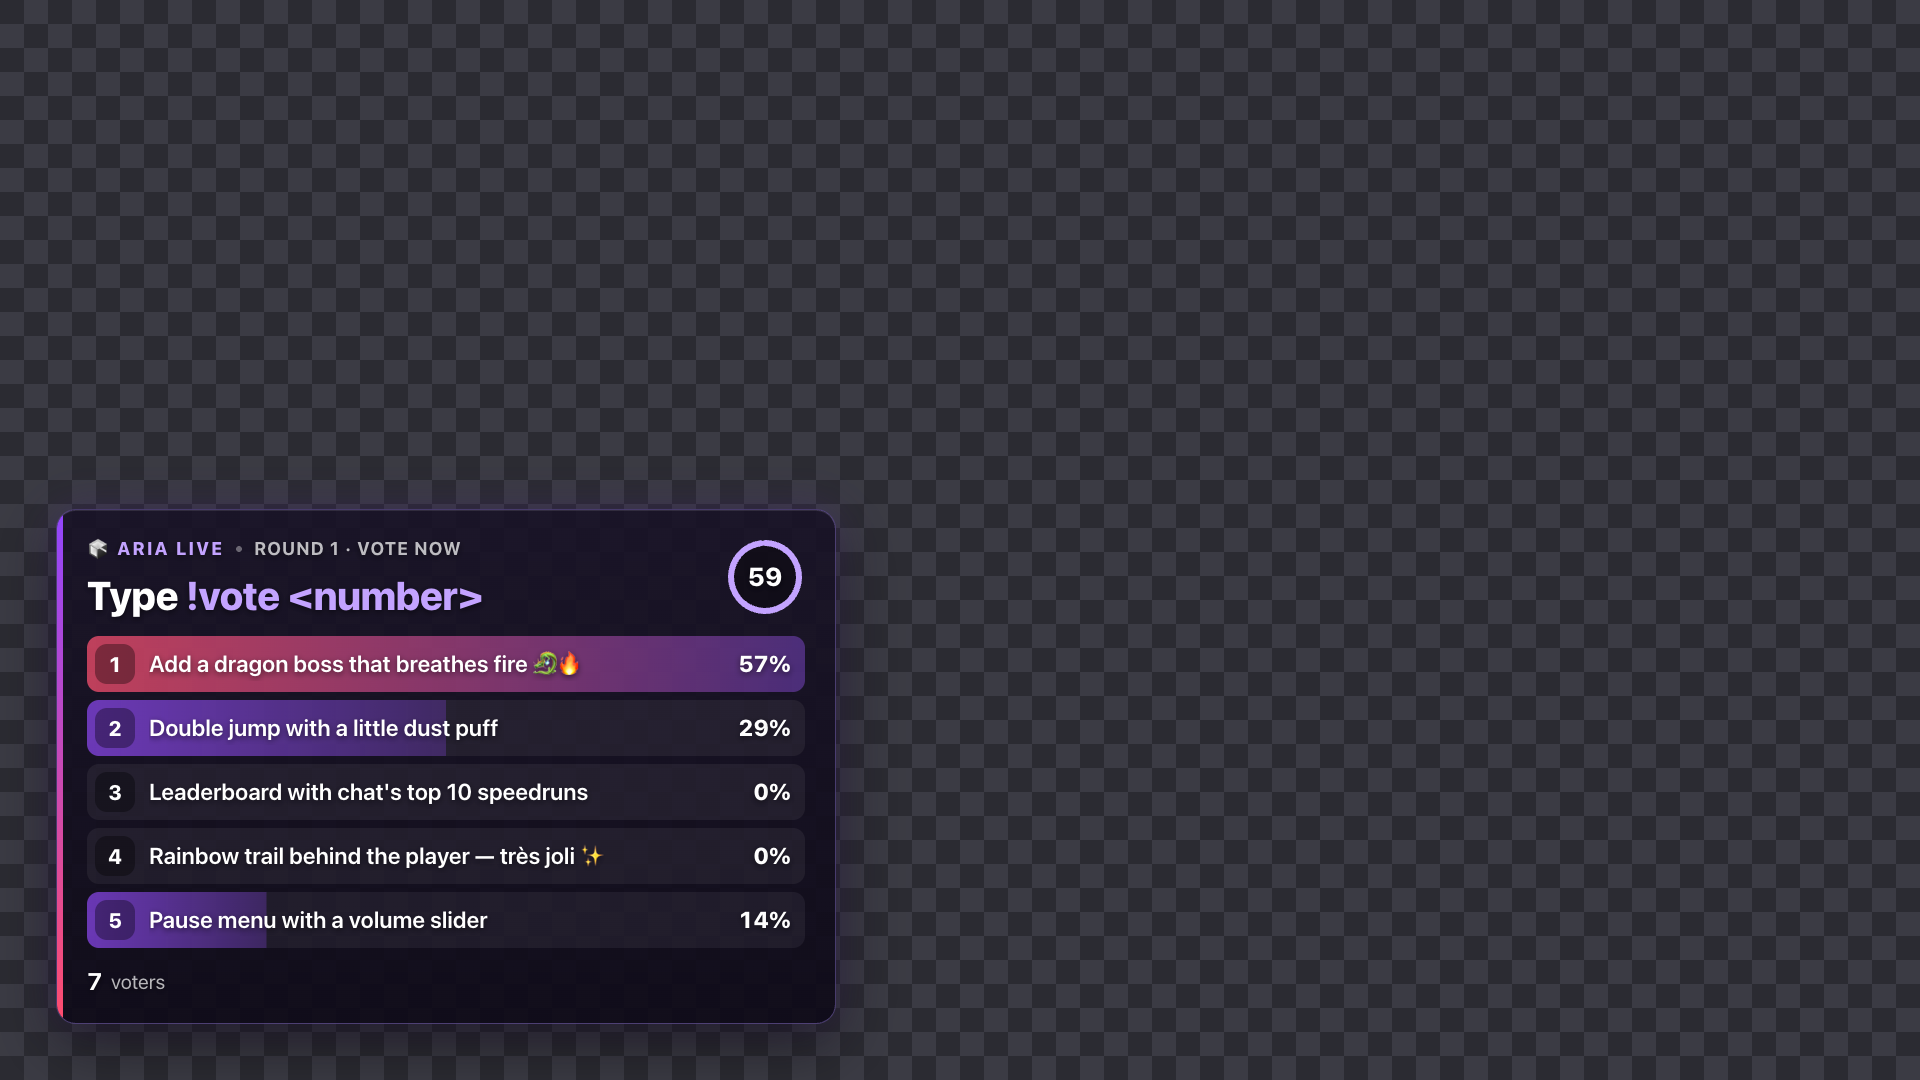 ARIA LIVE • ROUND 1 · VOTE NOW
Type !vote <number>
59
1 Add a dragon boss that breathes fire 🐉🔥 57%
2 Double jump with a little dust puff 29%
3 Leaderboard with chat's top 10 speedruns 0%
4 Rainbow trail behind the player — très joli ✨ 0%
5 Pause menu with a volume slider 14%
7 voters